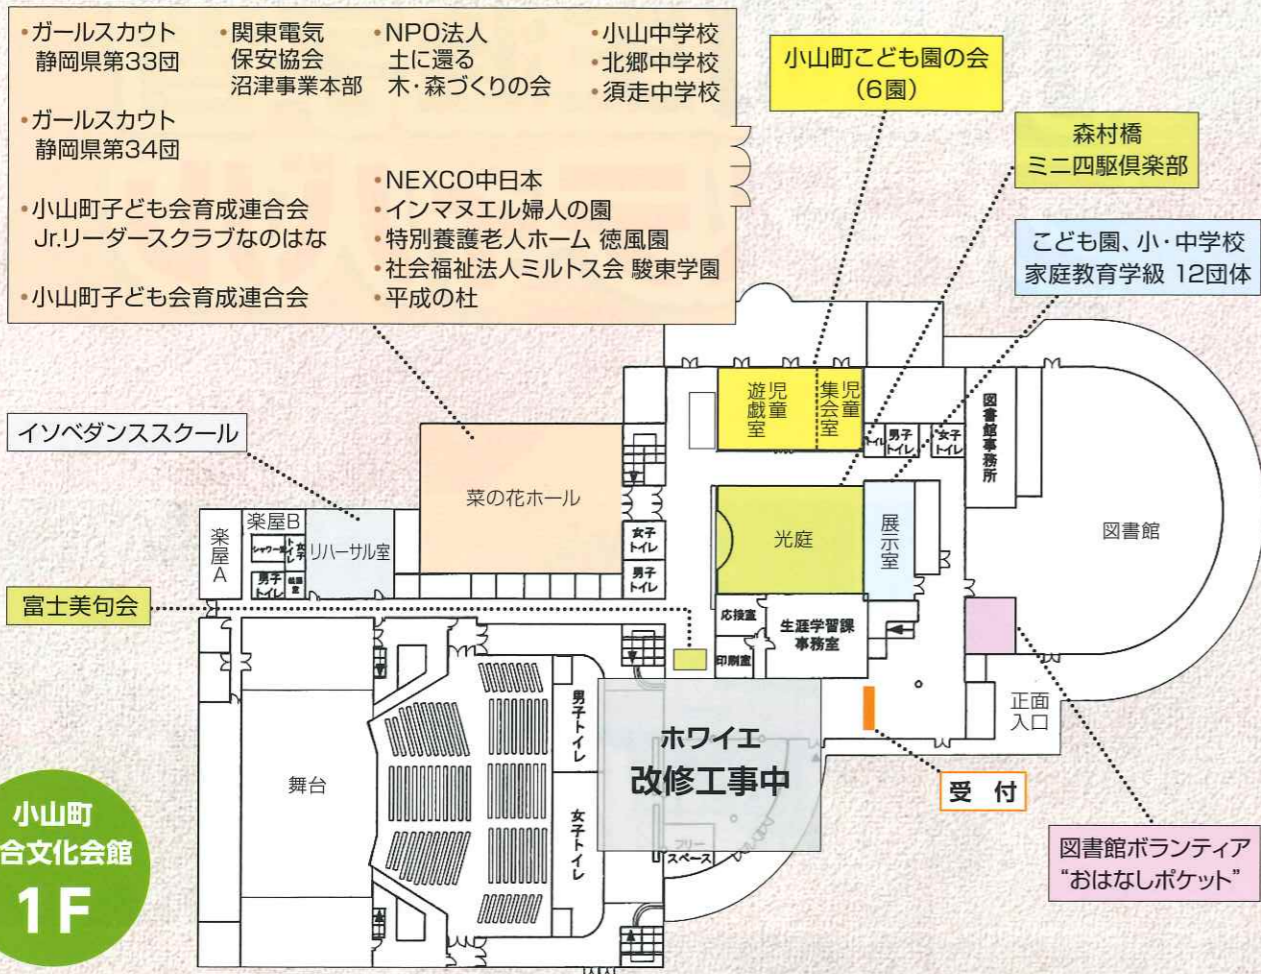 ・ガールスカウト
静岡県第33団
・ガールスカウト
静岡県第34団
・小山町子ども会育成連合会
Jr.リーダースクラブなのはな
・小山町子ども会育成連合会
・関東電気
保安協会
沼津事業本部
・NPO法人
土に還る
木・森づくりの会
・小山中学校
・北郷中学校
・須走中学校
・NEXCO中日本
・インマヌエル婦人の園
・特別養護老人ホーム 徳風園
・社会福祉法人ミルトス会 駿東学園
・平成の杜
小山町こども園の会
(6園)
森村橋
ミニ四駆倶楽部
こども園、小・中学校
家庭教育学級 12団体
イソベダンススクール
富士美句会
児童
遊戯室
児童
集会室
トイレ
男子
トイレ
女子
トイレ
図書館事務所
図書館
菜の花ホール
光庭
展示室
楽屋A
楽屋B
シャワー室
女子
トイレ
男子
トイレ
リハーサル室
女子
トイレ
男子
トイレ
応接室
印刷室
生涯学習課
事務室
舞台
男子トイレ
女子トイレ
ホワイエ
改修工事中
フリー
スペース
正面
入口
受 付
図書館ボランティア
“おはなしポケット”
小山町
合文化会館
1F